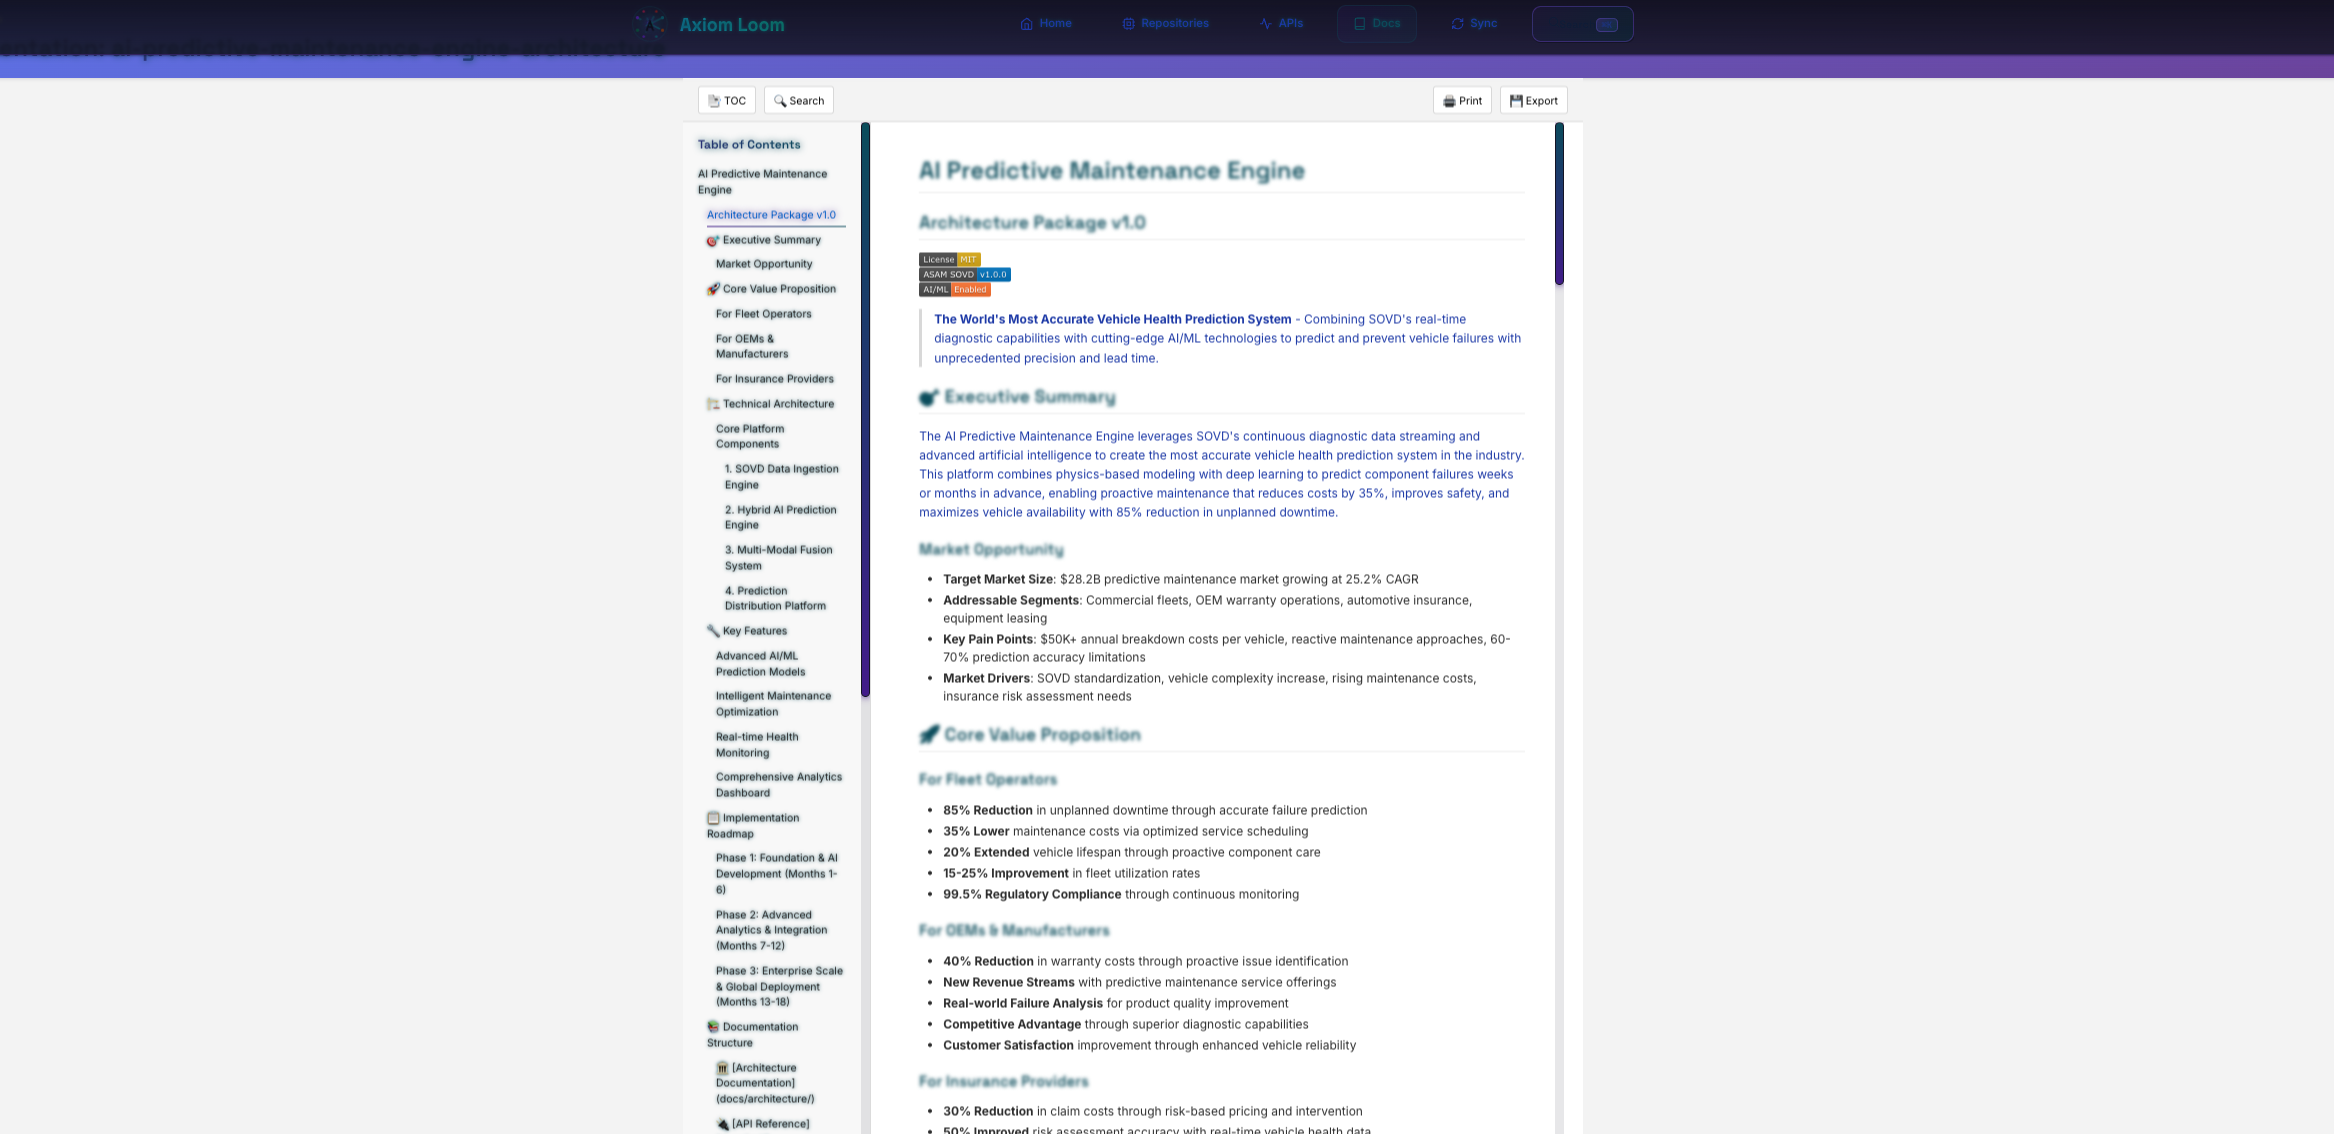 Axiom Loom
Home
Repositories
APIs
Docs
Sync
entation: ai-predictive-maintenance-engine-architecture
TOC
Search
Print
Export
Table of Contents
AI Predictive Maintenance
Engine
Architecture Package v1.0
Executive Summary
Market Opportunity
Core Value Proposition
For Fleet Operators
For OEMs &
Manufacturers
For Insurance Providers
Technical Architecture
Core Platform
Components
1. SOVD Data Ingestion
Engine
2. Hybrid AI Prediction
Engine
3. Multi-Modal Fusion
System
4. Prediction
Distribution Platform
Key Features
Advanced AI/ML
Prediction Models
Intelligent Maintenance
Optimization
Real-time Health
Monitoring
Comprehensive Analytics
Dashboard
Implementation
Roadmap
Phase 1: Foundation & AI
Development (Months 1-
6)
Phase 2: Advanced
Analytics & Integration
(Months 7-12)
Phase 3: Enterprise Scale
& Global Deployment
(Months 13-18)
Documentation
Structure
[Architecture
Documentation]
(docs/architecture/)
[API Reference]
AI Predictive Maintenance Engine
Architecture Package v1.0
License MIT
ASAM SOVD v1.0.0
AI/ML Enabled
The World's Most Accurate Vehicle Health Prediction System - Combining SOVD's real-time
diagnostic capabilities with cutting-edge AI/ML technologies to predict and prevent vehicle failures with
unprecedented precision and lead time.
Executive Summary
The AI Predictive Maintenance Engine leverages SOVD's continuous diagnostic data streaming and
advanced artificial intelligence to create the most accurate vehicle health prediction system in the industry.
This platform combines physics-based modeling with deep learning to predict component failures weeks
or months in advance, enabling proactive maintenance that reduces costs by 35%, improves safety, and
maximizes vehicle availability with 85% reduction in unplanned downtime.
Market Opportunity
• Target Market Size: $28.2B predictive maintenance market growing at 25.2% CAGR
• Addressable Segments: Commercial fleets, OEM warranty operations, automotive insurance,
equipment leasing
• Key Pain Points: $50K+ annual breakdown costs per vehicle, reactive maintenance approaches, 60-
70% prediction accuracy limitations
• Market Drivers: SOVD standardization, vehicle complexity increase, rising maintenance costs,
insurance risk assessment needs
Core Value Proposition
For Fleet Operators
• 85% Reduction in unplanned downtime through accurate failure prediction
• 35% Lower maintenance costs via optimized service scheduling
• 20% Extended vehicle lifespan through proactive component care
• 15-25% Improvement in fleet utilization rates
• 99.5% Regulatory Compliance through continuous monitoring
For OEMs & Manufacturers
• 40% Reduction in warranty costs through proactive issue identification
• New Revenue Streams with predictive maintenance service offerings
• Real-world Failure Analysis for product quality improvement
• Competitive Advantage through superior diagnostic capabilities
• Customer Satisfaction improvement through enhanced vehicle reliability
For Insurance Providers
• 30% Reduction in claim costs through risk-based pricing and intervention
• 50% Improved risk assessment accuracy with real-time vehicle health data